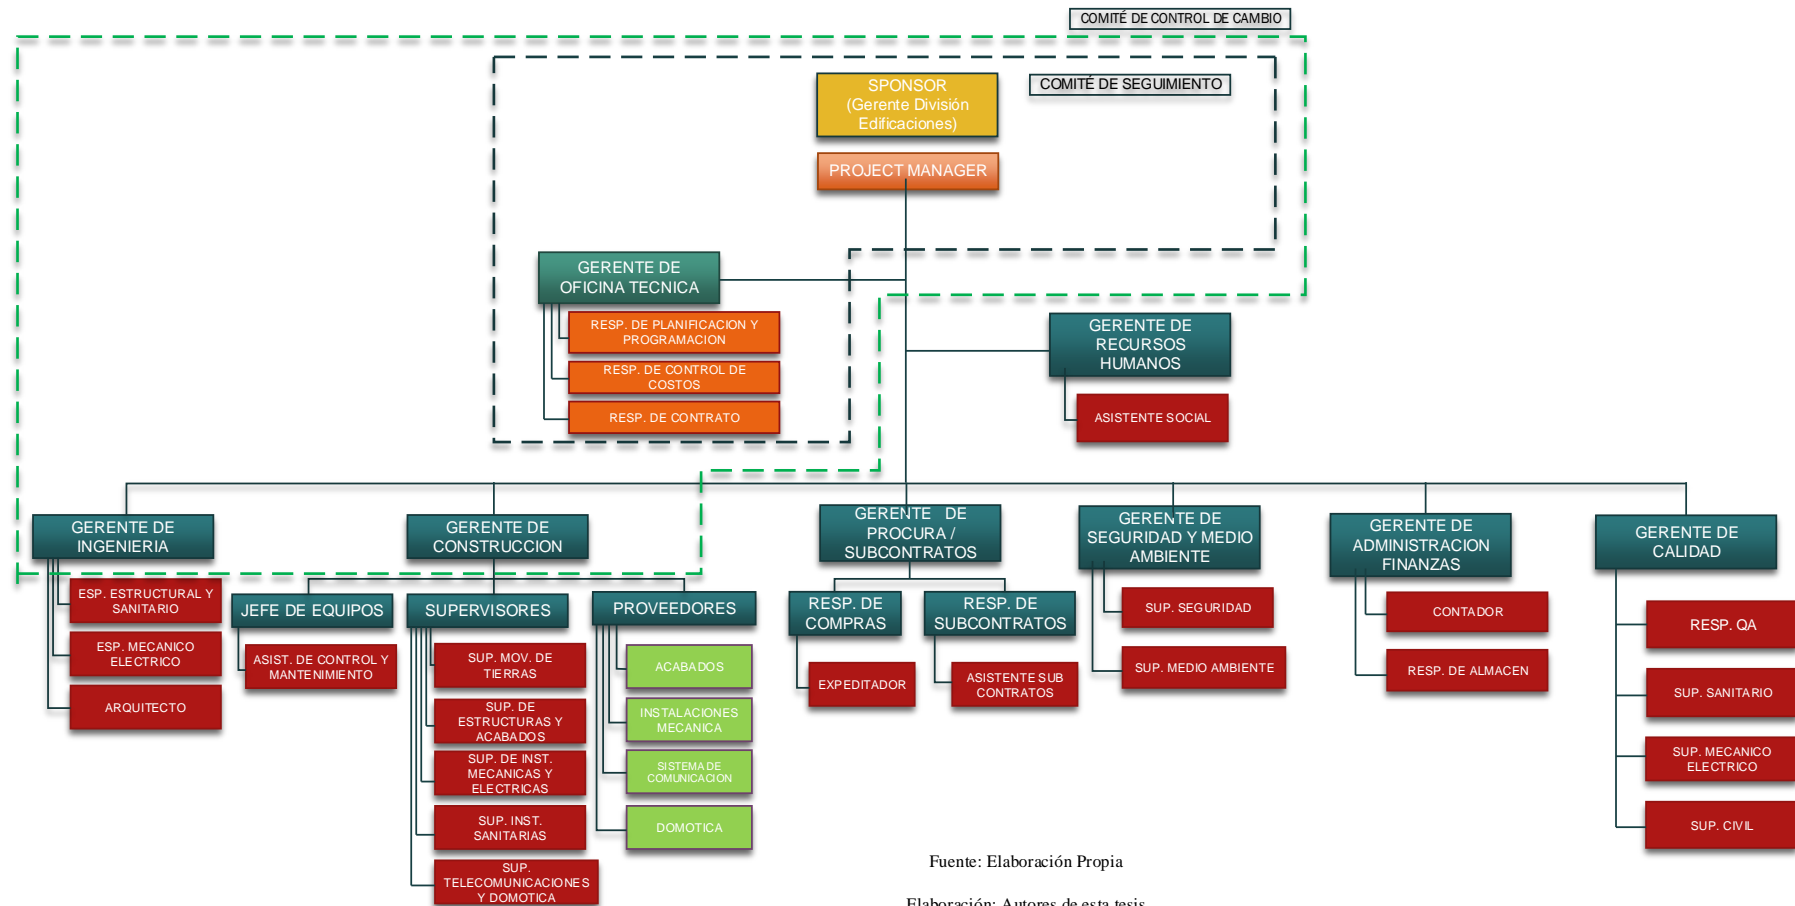 COMITÉ DE CONTROL DE CAMBIO
COMITÉ DE SEGUIMIENTO
SPONSOR
(Gerente División
Edificaciones)
PROJECT MANAGER
GERENTE DE
OFICINA TECNICA
RESP. DE PLANIFICACION Y
PROGRAMACION
RESP. DE CONTROL DE
COSTOS
RESP. DE CONTRATO
GERENTE DE
RECURSOS
HUMANOS
ASISTENTE SOCIAL
GERENTE DE
INGENIERIA
ESP. ESTRUCTURAL Y
SANITARIO
ESP. MECANICO
ELECTRICO
ARQUITECTO
GERENTE DE
CONSTRUCCION
JEFE DE EQUIPOS
ASIST. DE CONTROL Y
MANTENIMIENTO
SUPERVISORES
SUP. MOV. DE
TIERRAS
SUP. DE
ESTRUCTURAS Y
ACABADOS
SUP. DE INST.
MECANICAS Y
ELECTRICAS
SUP. INST.
SANITARIAS
SUP.
TELECOMUNICACIONES
Y DOMOTICA
PROVEEDORES
ACABADOS
INSTALACIONES
MECANICA
SISTEMA DE
COMUNICACION
DOMOTICA
GERENTE DE
PROCURA /
SUBCONTRATOS
RESP. DE
COMPRAS
EXPEDITADOR
RESP. DE
SUBCONTRATOS
ASISTENTE SUB
CONTRATOS
GERENTE DE
SEGURIDAD Y MEDIO
AMBIENTE
SUP. SEGURIDAD
SUP. MEDIO AMBIENTE
GERENTE DE
ADMINISTRACION
FINANZAS
CONTADOR
RESP. DE ALMACEN
GERENTE DE
CALIDAD
RESP. QA
SUP. SANITARIO
SUP. MECANICO
ELECTRICO
SUP. CIVIL
Fuente: Elaboración Propia
Elaboración: Autores de esta tesis